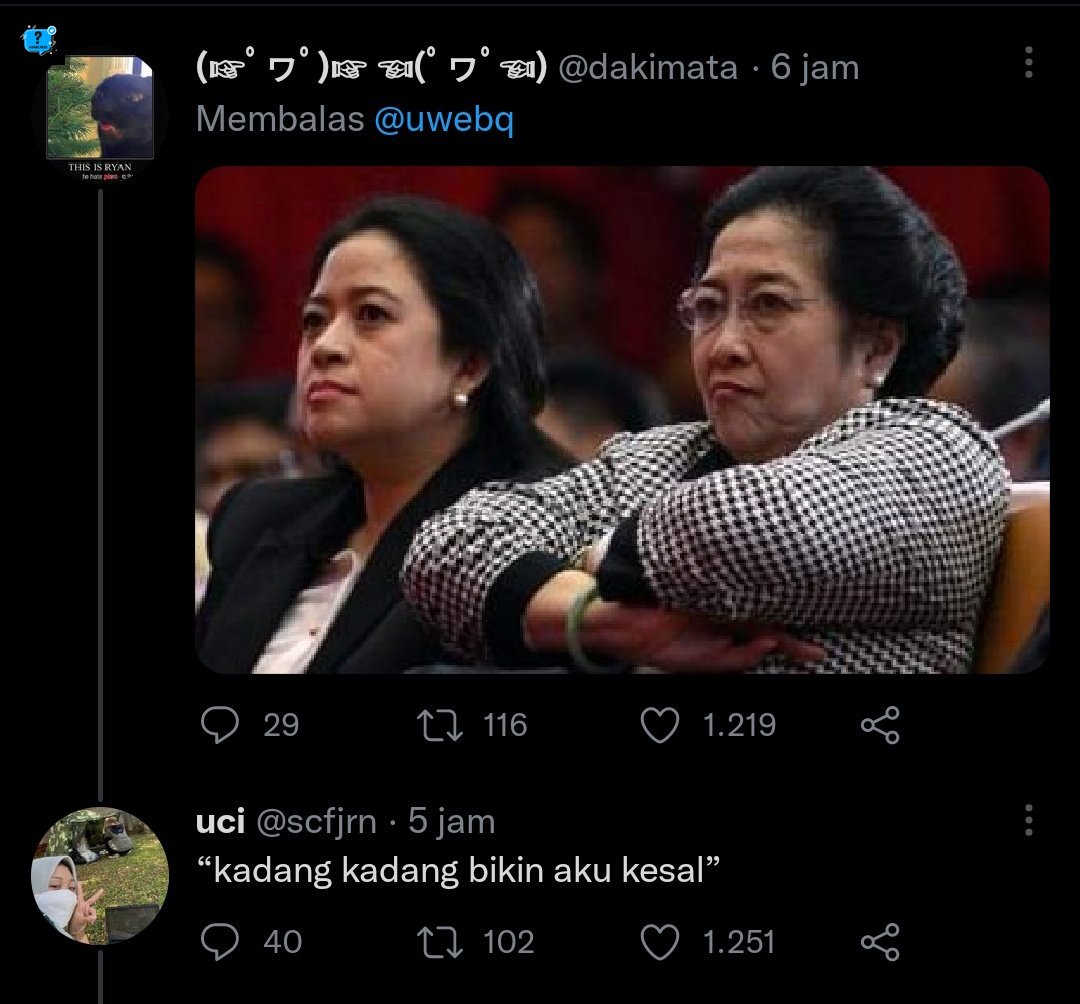 (☞ﾟヮﾟ)☞ ☜(ﾟヮﾟ☜) @dakimata · 6 jam
Membalas @uwebq
THIS IS RYAN
29 116 1.219
uci @scfjrn · 5 jam
“kadang kadang bikin aku kesal”
40 102 1.251